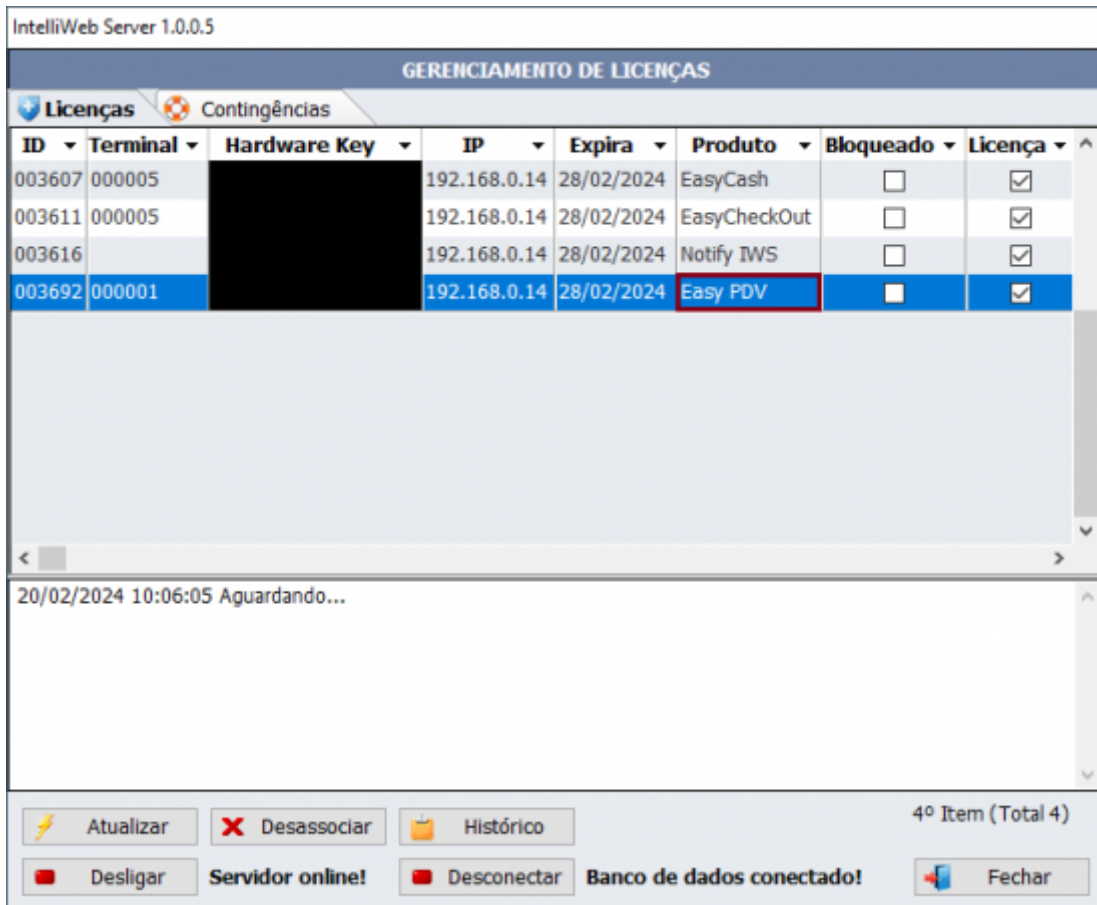 IntelliWeb Server 1.0.0.5
GERENCIAMENTO DE LICENÇAS
Licenças Contingências
ID Terminal Hardware Key IP Expira Produto Bloqueado Licença
003607 000005 192.168.0.14 28/02/2024 EasyCash
003611 000005 192.168.0.14 28/02/2024 EasyCheckOut
003616 192.168.0.14 28/02/2024 Notify IWS
003692 000001 192.168.0.14 28/02/2024 Easy PDV
20/02/2024 10:06:05 Aguardando...
Atualizar Desassociar Histórico 4º Item (Total 4)
Desligar Servidor online! Desconectar Banco de dados conectado! Fechar